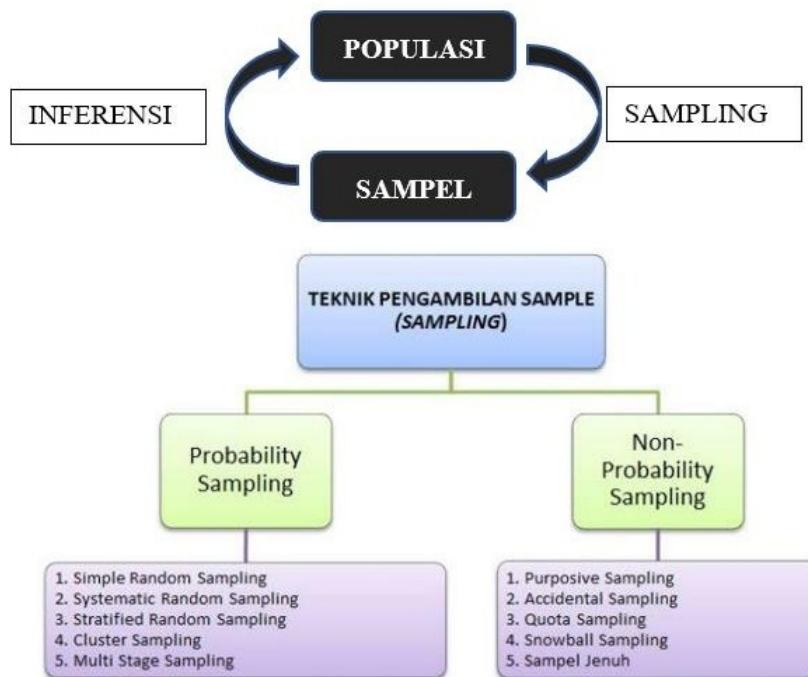 POPULASI
INFERENSI
SAMPLING
SAMPEL
TEKNIK PENGAMBILAN SAMPLE
(SAMPLING)
Probability
Sampling
Non-
Probability
Sampling
1. Simple Random Sampling
2. Systematic Random Sampling
3. Stratified Random Sampling
4. Cluster Sampling
5. Multi Stage Sampling
1. Purposive Sampling
2. Accidental Sampling
3. Quota Sampling
4. Snowball Sampling
5. Sampel Jenuh